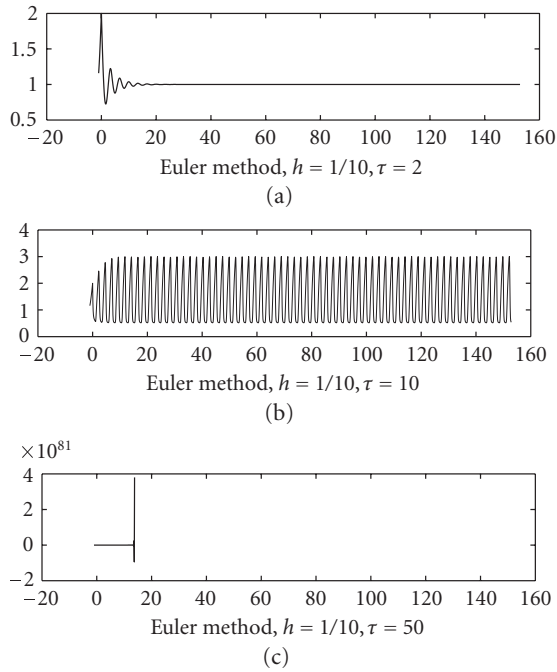 2
1.5
1
0.5
−20 0 20 40 60 80 100 120 140 160
Euler method, h = 1/10, τ = 2
(a)
4
3
2
1
0
−20 0 20 40 60 80 100 120 140 160
Euler method, h = 1/10, τ = 10
(b)
×10^81
4
2
0
−2
−20 0 20 40 60 80 100 120 140 160
Euler method, h = 1/10, τ = 50
(c)